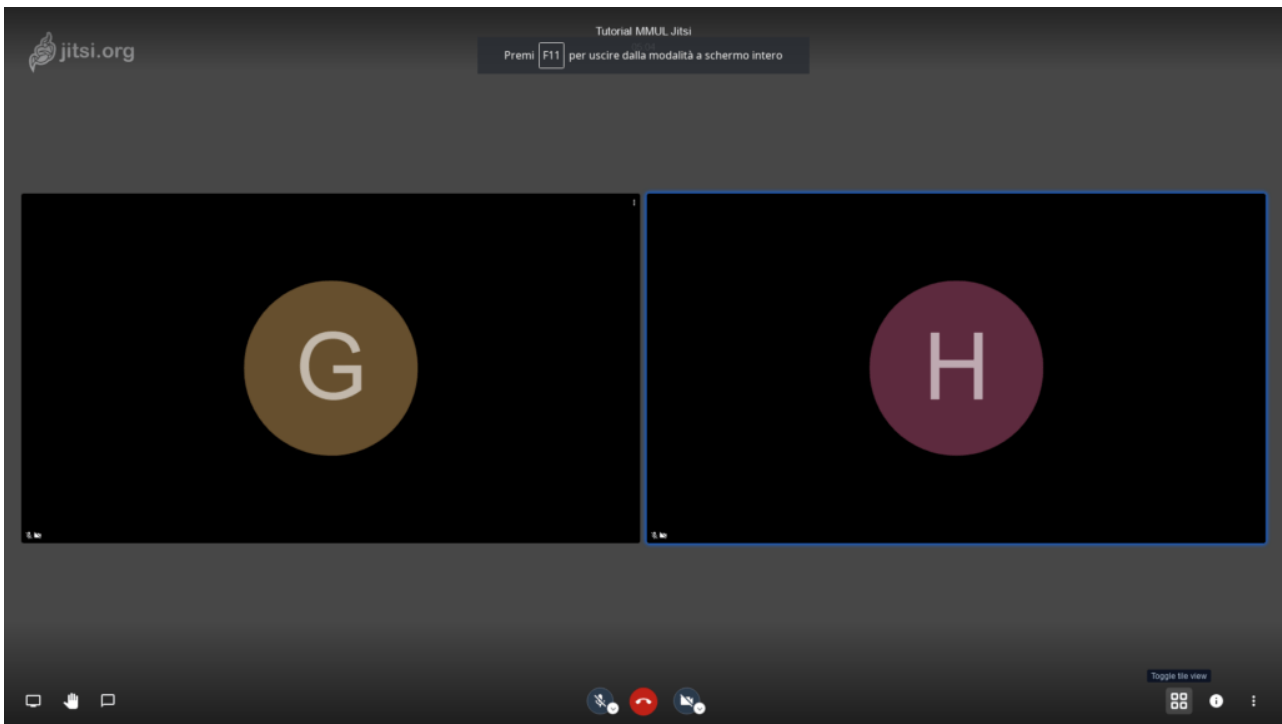 jitsi.org
Tutorial MMUL Jitsi
Premi F11 per uscire dalla modalità a schermo intero
G
H
Toggle tile view